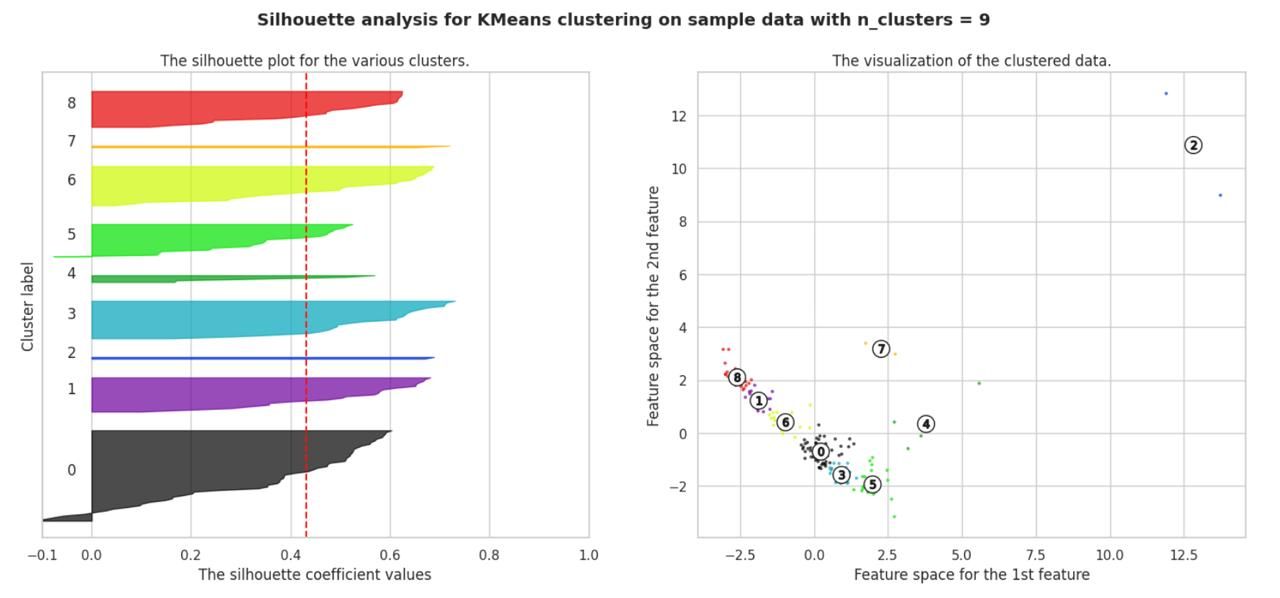 Silhouette analysis for KMeans clustering on sample data with n_clusters = 9
The silhouette plot for the various clusters.
Cluster label
8
7
6
5
4
3
2
1
0
−0.1 0.0 0.2 0.4 0.6 0.8 1.0
The silhouette coefficient values
The visualization of the clustered data.
Feature space for the 2nd feature
12
10
8
6
4
2
0
−2
2
7
8
1
6
4
0
3
5
−2.5 0.0 2.5 5.0 7.5 10.0 12.5
Feature space for the 1st feature